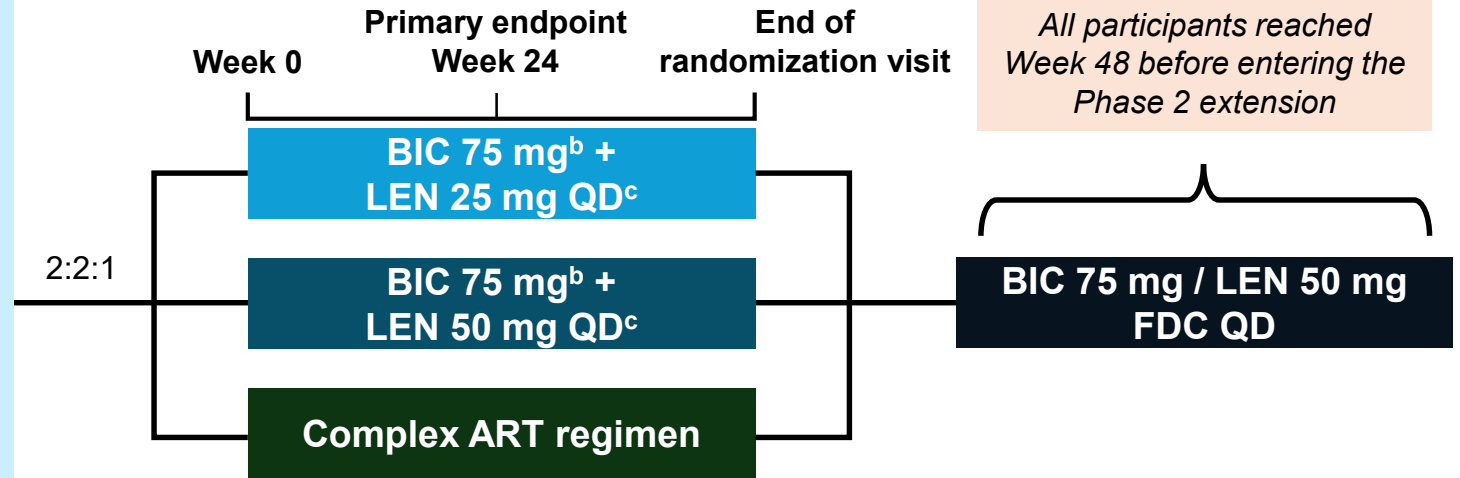 Week 0
Primary endpoint
Week 24
End of
randomization visit
All participants reached
Week 48 before entering the
Phase 2 extension
2:2:1
BIC 75 mgᵇ +
LEN 25 mg QDᶜ
BIC 75 mgᵇ +
LEN 50 mg QDᶜ
Complex ART regimen
BIC 75 mg / LEN 50 mg
FDC QD